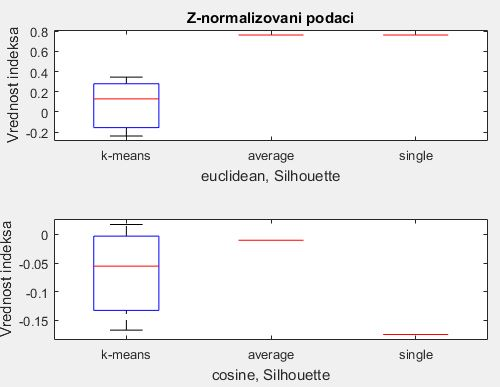 Z-normalizovani podaci
Vrednost indeksa
0.8
0.6
0.4
0.2
0
-0.2
k-means average single
euclidean, Silhouette
Vrednost indeksa
0
-0.05
-0.1
-0.15
k-means average single
cosine, Silhouette